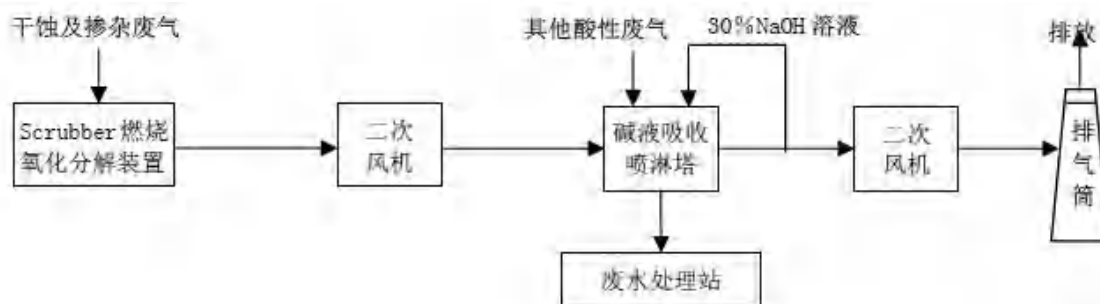 干蚀及掺杂废气
其他酸性废气
30%NaOH 溶液
排放
Scrubber 燃烧
氧化分解装置
二次
风机
碱液吸收
喷淋塔
二次
风机
排
气
筒
废水处理站